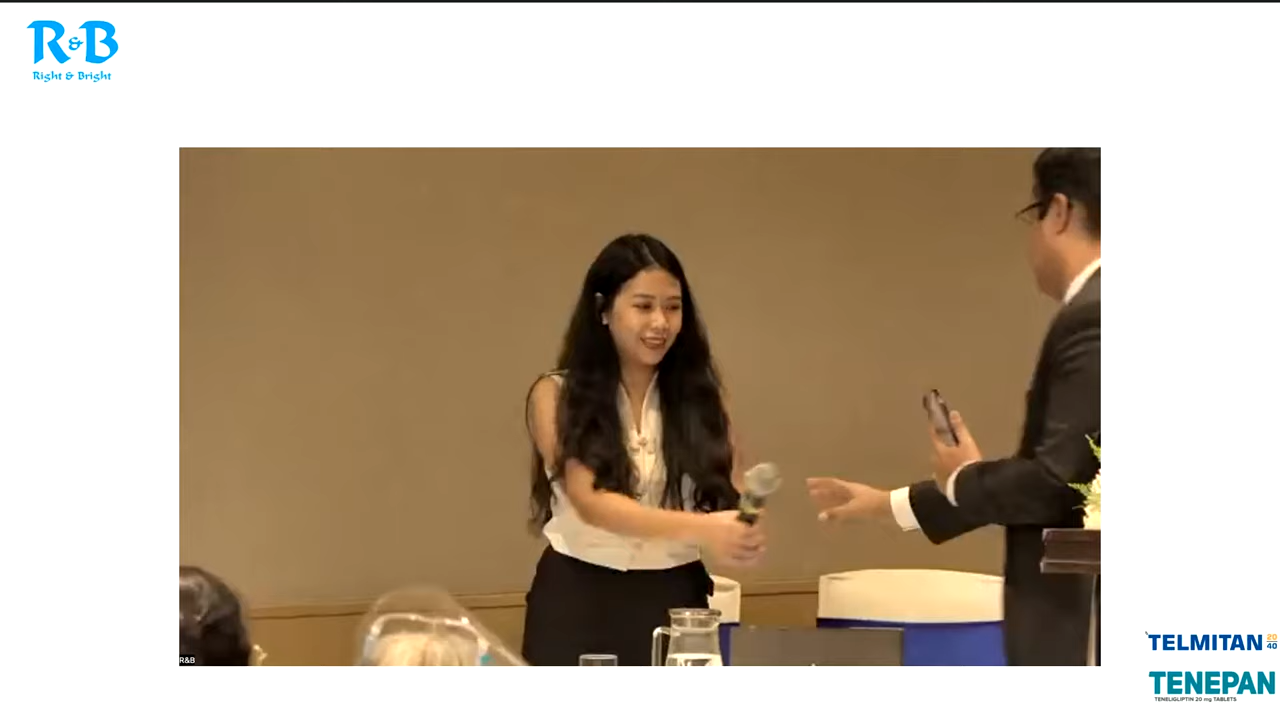 R&B
Right & Bright
R&B
TELMITAN 20 40
TENEPAN
TENELIGLIPTIN 20 mg TABLETS